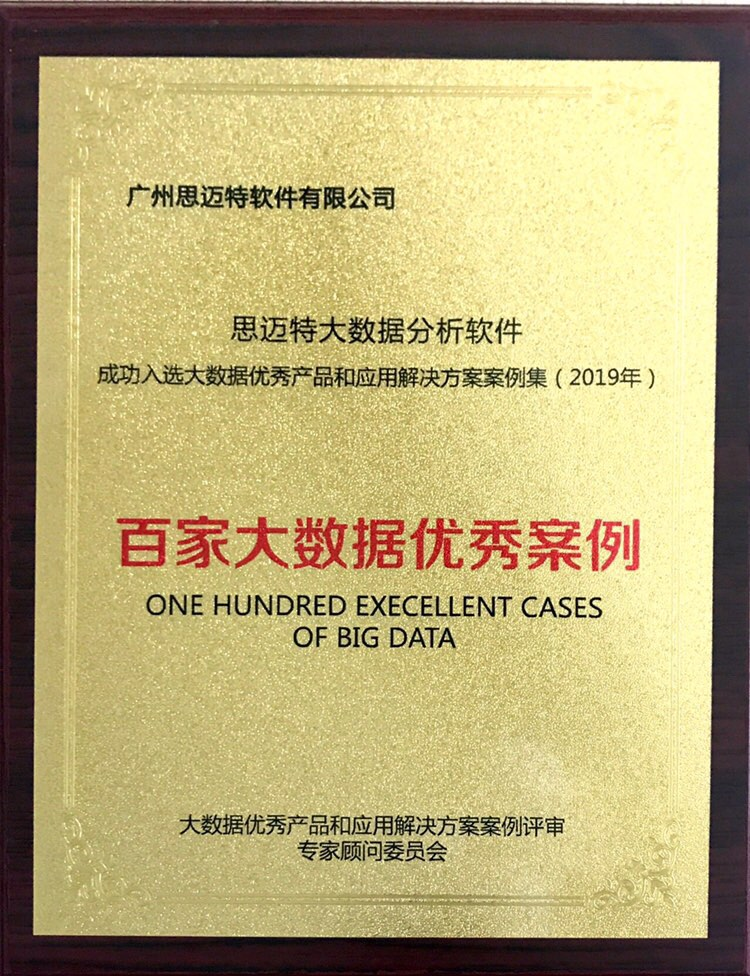 广州思迈特软件有限公司
思迈特大数据分析软件
成功入选大数据优秀产品和应用解决方案案例集（2019年）
百家大数据优秀案例
ONE HUNDRED EXECELLENT CASES
OF BIG DATA
大数据优秀产品和应用解决方案案例评审
专家顾问委员会